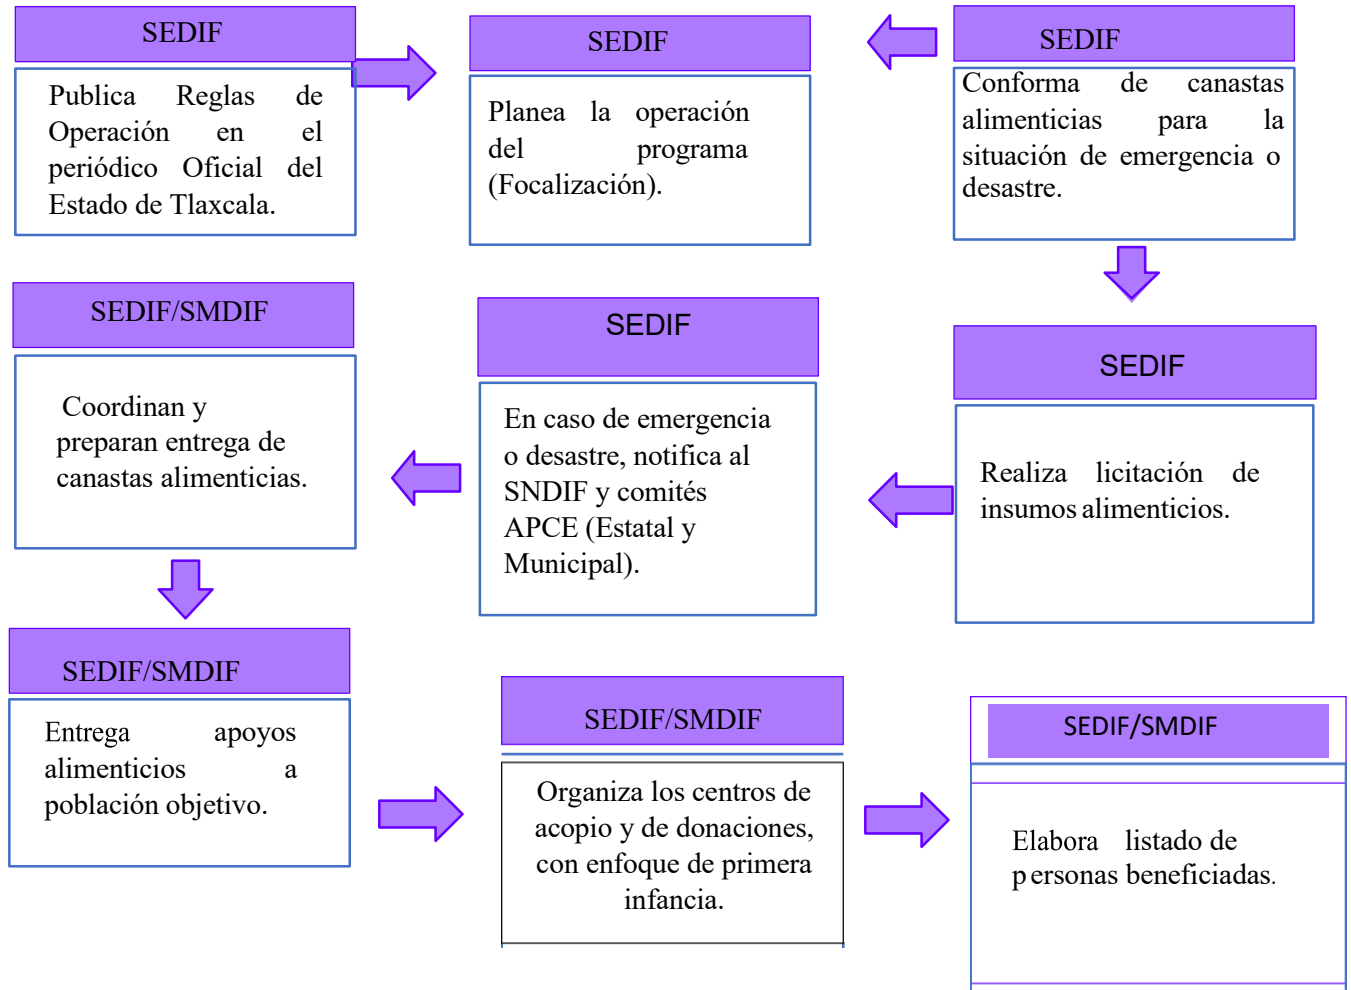 SEDIF
Publica Reglas de
Operación en el
periódico Oficial del
Estado de Tlaxcala.
SEDIF
Planea la operación
del programa
(Focalización).
SEDIF
Conforma de canastas
alimenticias para la
situación de emergencia o
desastre.
SEDIF
Realiza licitación de
insumos alimenticios.
SEDIF
En caso de emergencia
o desastre, notifica al
SNDIF y comités
APCE (Estatal y
Municipal).
SEDIF/SMDIF
Coordinan y
preparan entrega de
canastas alimenticias.
SEDIF/SMDIF
Entrega apoyos
alimenticios a
población objetivo.
SEDIF/SMDIF
Organiza los centros de
acopio y de donaciones,
con enfoque de primera
infancia.
SEDIF/SMDIF
Elabora listado de
personas beneficiadas.